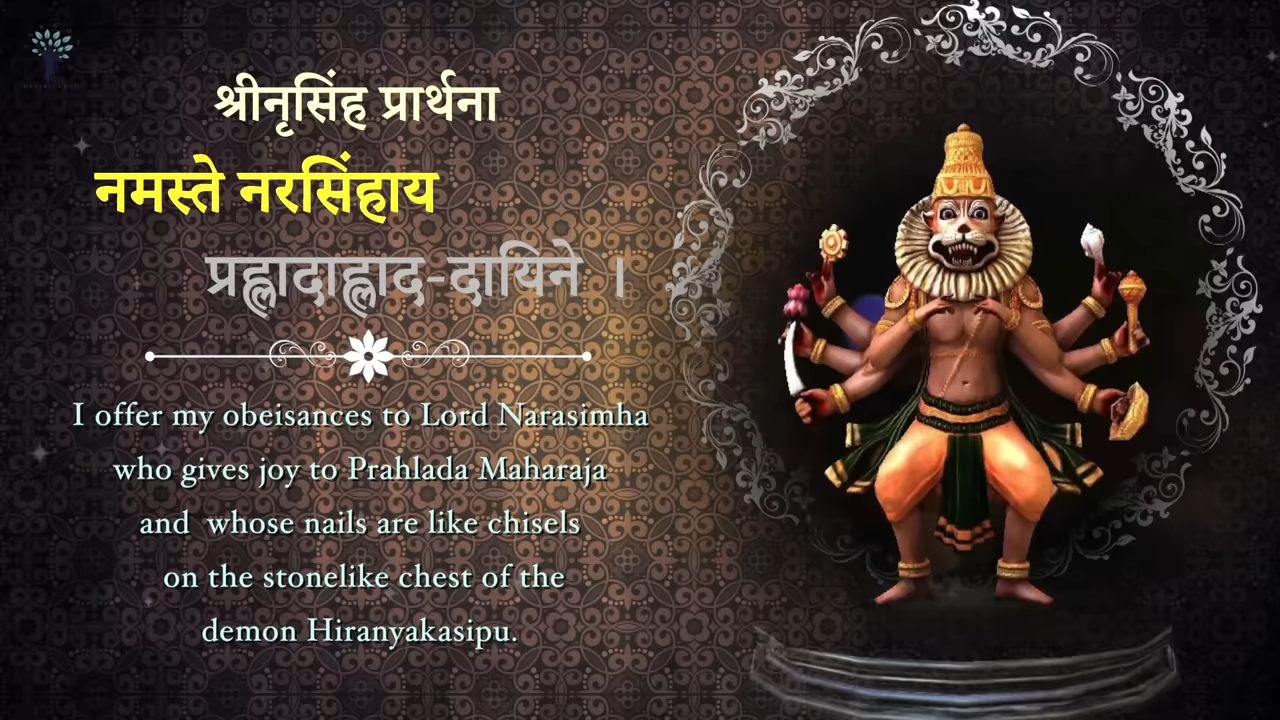 श्रीनृसिंह प्रार्थना
नमस्ते नरसिंहाय
प्रह्लादाह्लाद-दायिने ।
I offer my obeisances to Lord Narasimha
who gives joy to Prahlada Maharaja
and whose nails are like chisels
on the stonelike chest of the
demon Hiranyakasipu.